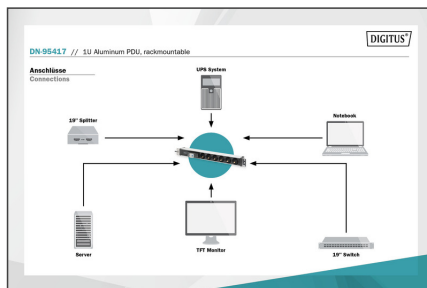 DIGITUS®
DN-95417 // 1U Aluminum PDU, rackmountable
Anschlüsse
Connections
UPS System
19" Splitter
Notebook
Server
TFT Monitor
19" Switch